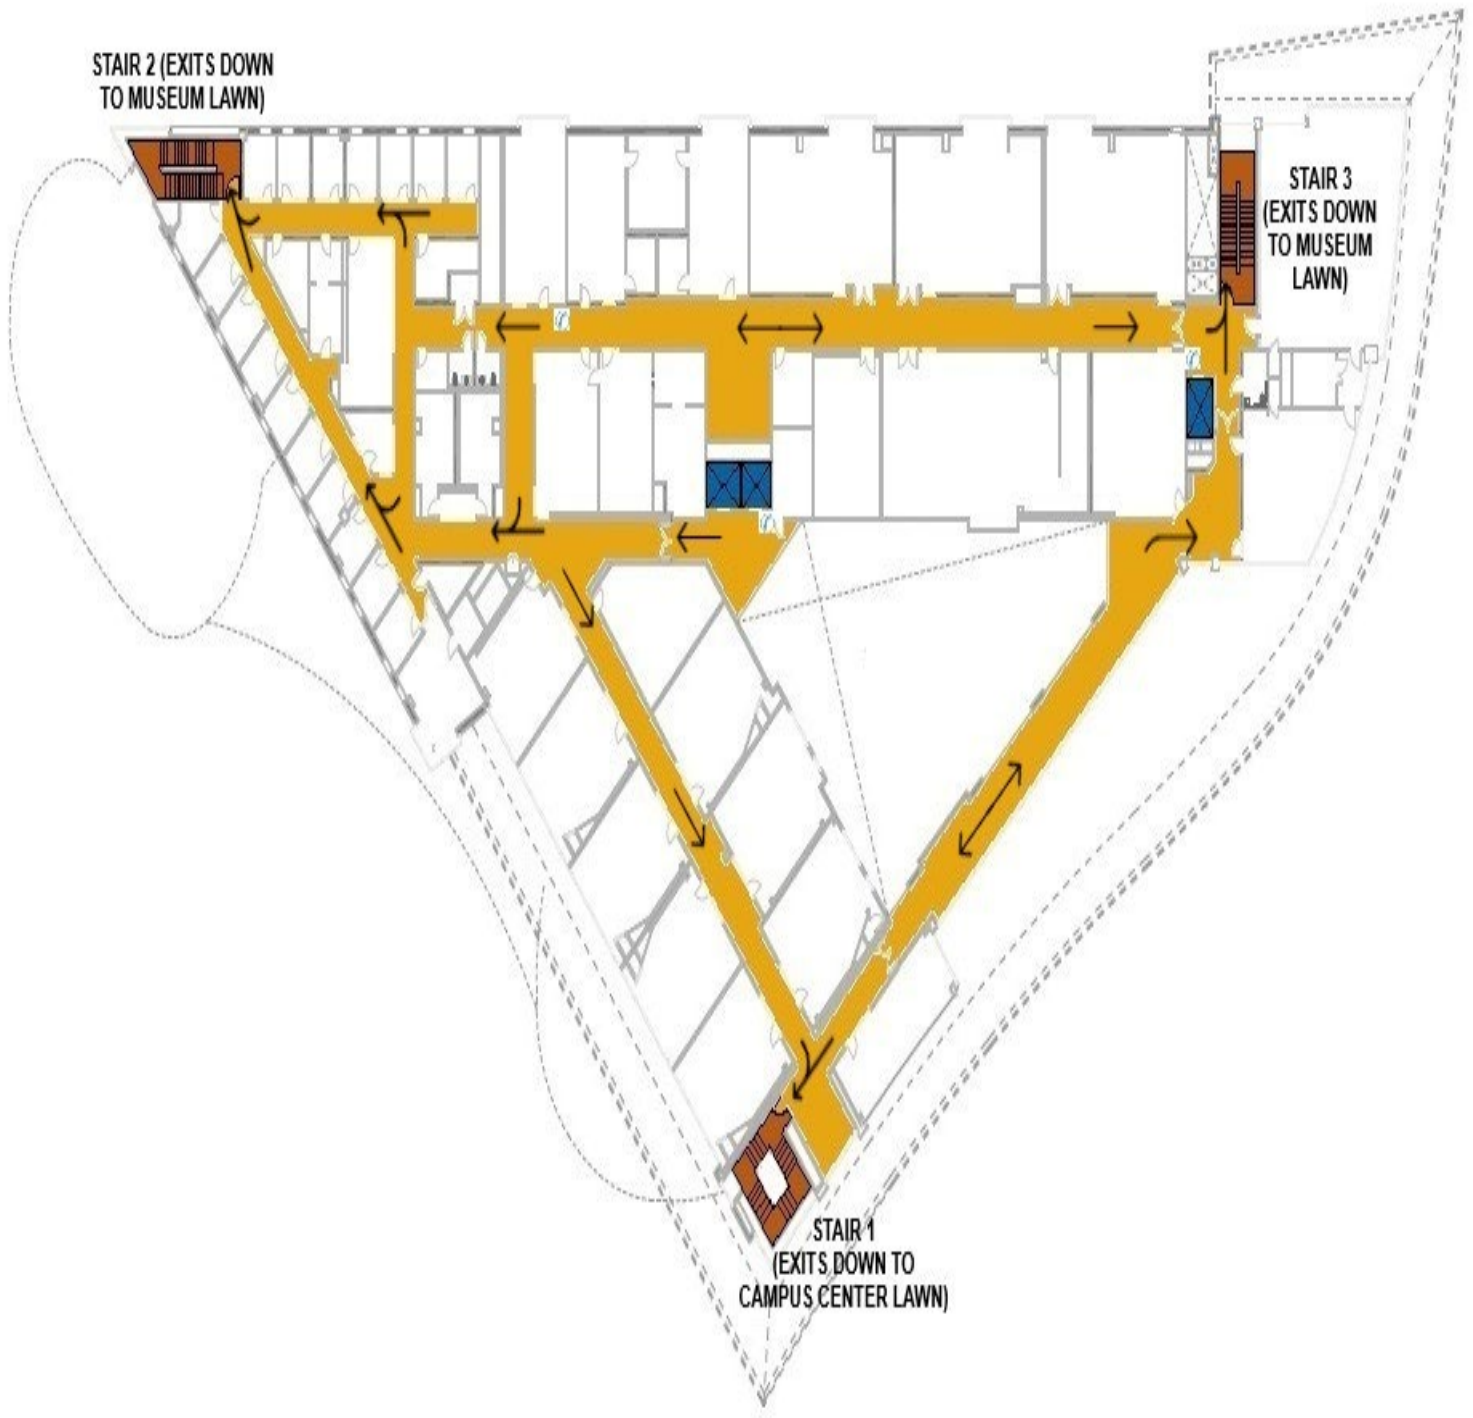 STAIR 2 (EXITS DOWN
TO MUSEUM LAWN)
STAIR 3
(EXITS DOWN
TO MUSEUM
LAWN)
STAIR 1
(EXITS DOWN TO
CAMPUS CENTER LAWN)